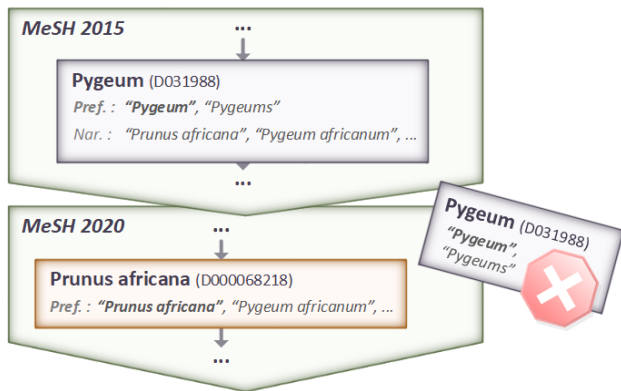 MeSH 2015
...
Pygeum (D031988)
Pref. : "Pygeum", "Pygeums"
Nar. : "Prunus africana", "Pygeum africanum", ...
...
MeSH 2020
...
Prunus africana (D000068218)
Pref. : "Prunus africana", "Pygeum africanum", ...
...
Pygeum (D031988)
"Pygeum",
"Pygeums"